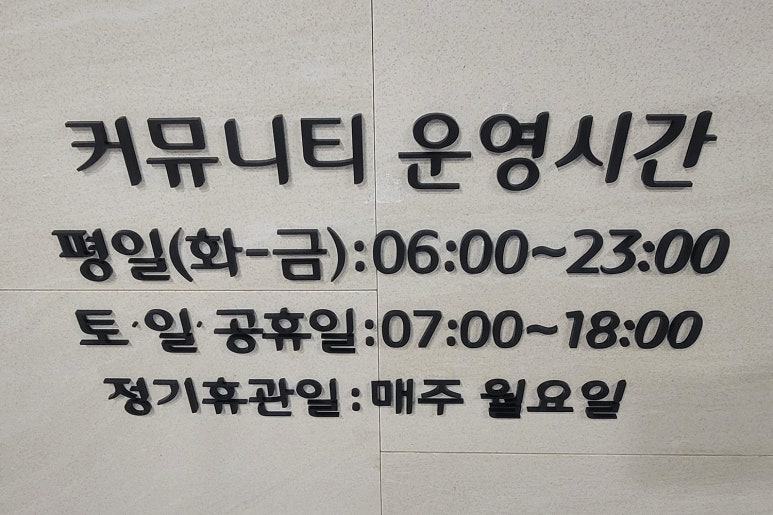 커뮤니티 운영시간
평일(화-금):06:00~23:00
토·일·공휴일:07:00~18:00
정기휴관일:매주 월요일